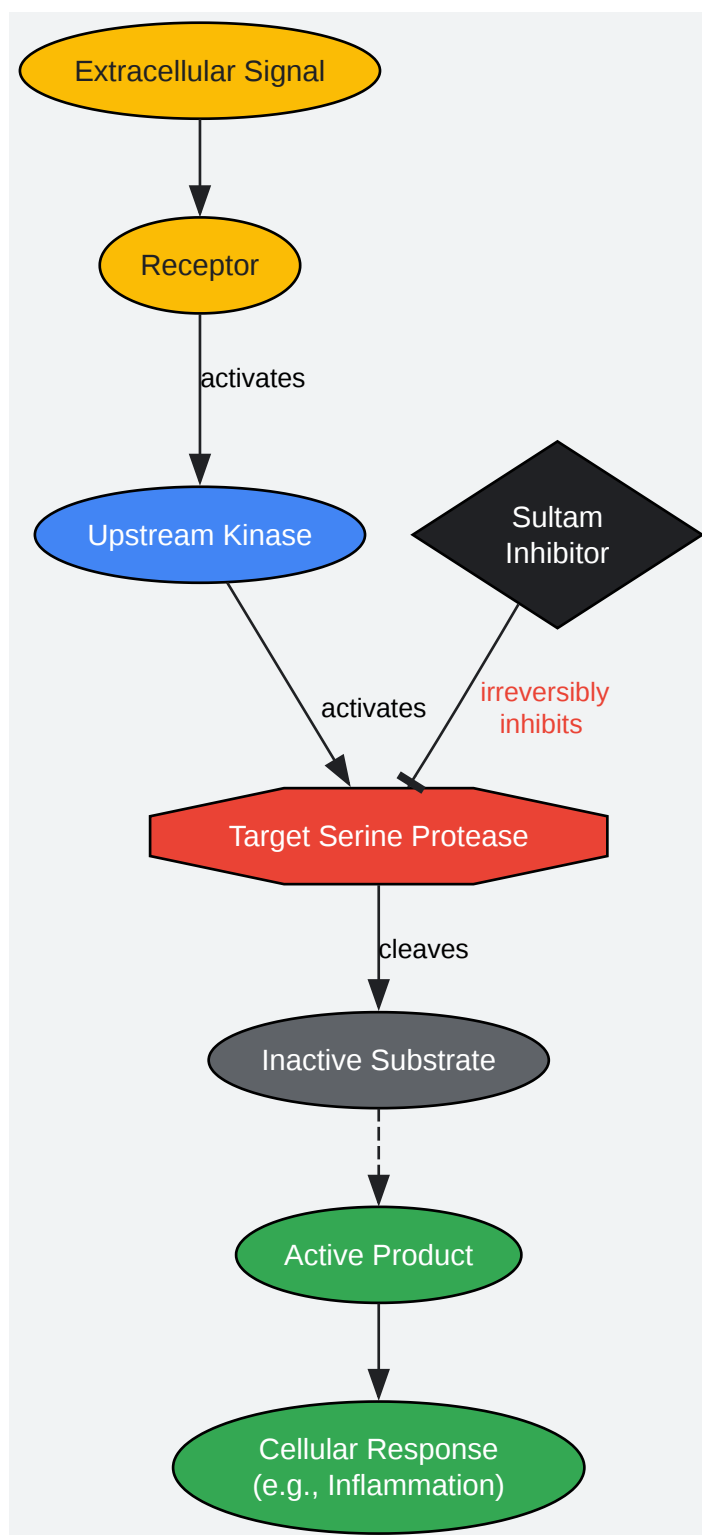 Extracellular Signal
Receptor
activates
Upstream Kinase
Sultam
Inhibitor
activates
irreversibly
inhibits
Target Serine Protease
cleaves
Inactive Substrate
Active Product
Cellular Response
(e.g., Inflammation)